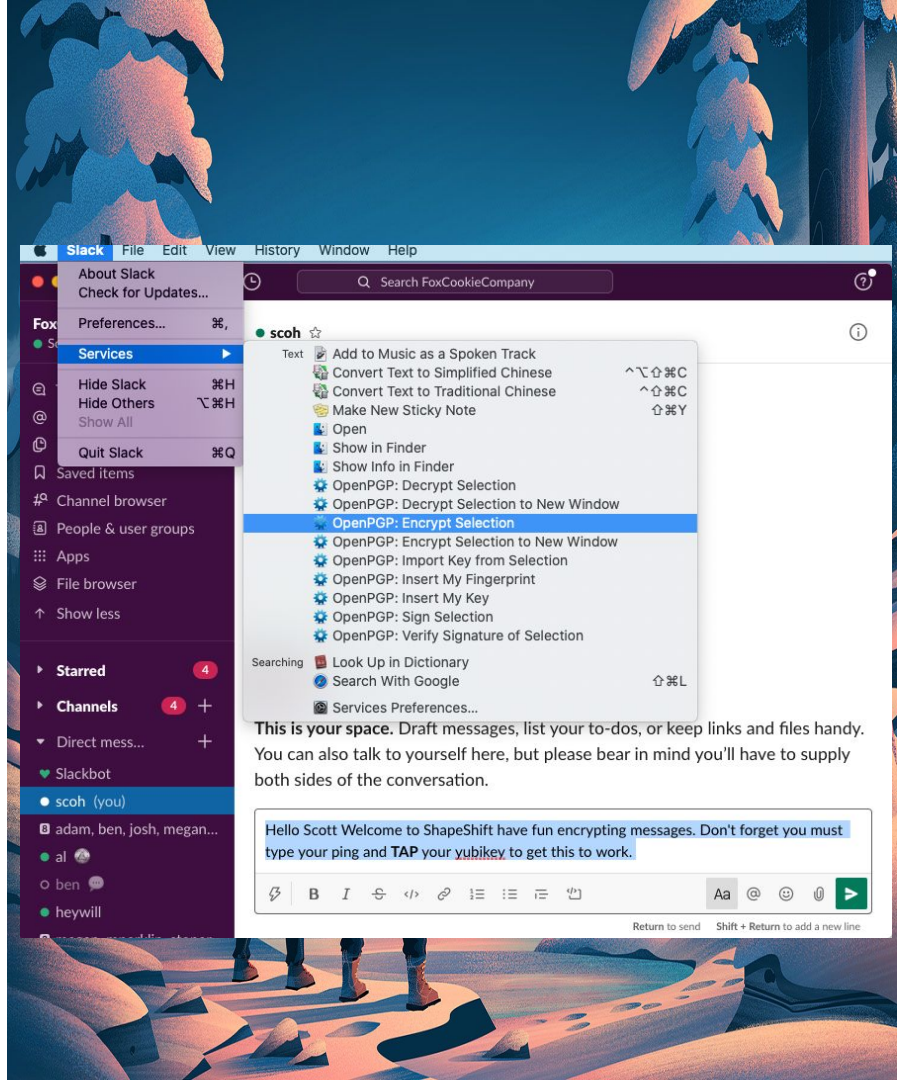 Slack File Edit View History Window Help
About Slack
Check for Updates...
Preferences... ⌘,
Services ▶
Hide Slack ⌘H
Hide Others ⌥⌘H
Show All
Quit Slack ⌘Q
Search FoxCookieCompany
Fox
scoh
Saved items
Channel browser
People & user groups
Apps
File browser
Show less
Starred 4
Channels 4 +
Direct mess... +
Slackbot
scoh (you)
8 adam, ben, josh, megan...
al
ben
heywill
Text Add to Music as a Spoken Track
Convert Text to Simplified Chinese ^⌥⇧⌘C
Convert Text to Traditional Chinese ^⇧⌘C
Make New Sticky Note ⇧⌘Y
Open
Show in Finder
Show Info in Finder
OpenPGP: Decrypt Selection
OpenPGP: Decrypt Selection to New Window
OpenPGP: Encrypt Selection
OpenPGP: Encrypt Selection to New Window
OpenPGP: Import Key from Selection
OpenPGP: Insert My Fingerprint
OpenPGP: Insert My Key
OpenPGP: Sign Selection
OpenPGP: Verify Signature of Selection
Searching Look Up in Dictionary
Search With Google ⇧⌘L
Services Preferences...
This is your space. Draft messages, list your to-dos, or keep links and files handy.
You can also talk to yourself here, but please bear in mind you'll have to supply
both sides of the conversation.
Hello Scott Welcome to ShapeShift have fun encrypting messages. Don't forget you must
type your ping and TAP your yubikey to get this to work.
B I S </> Aa @
Return to send Shift + Return to add a new line